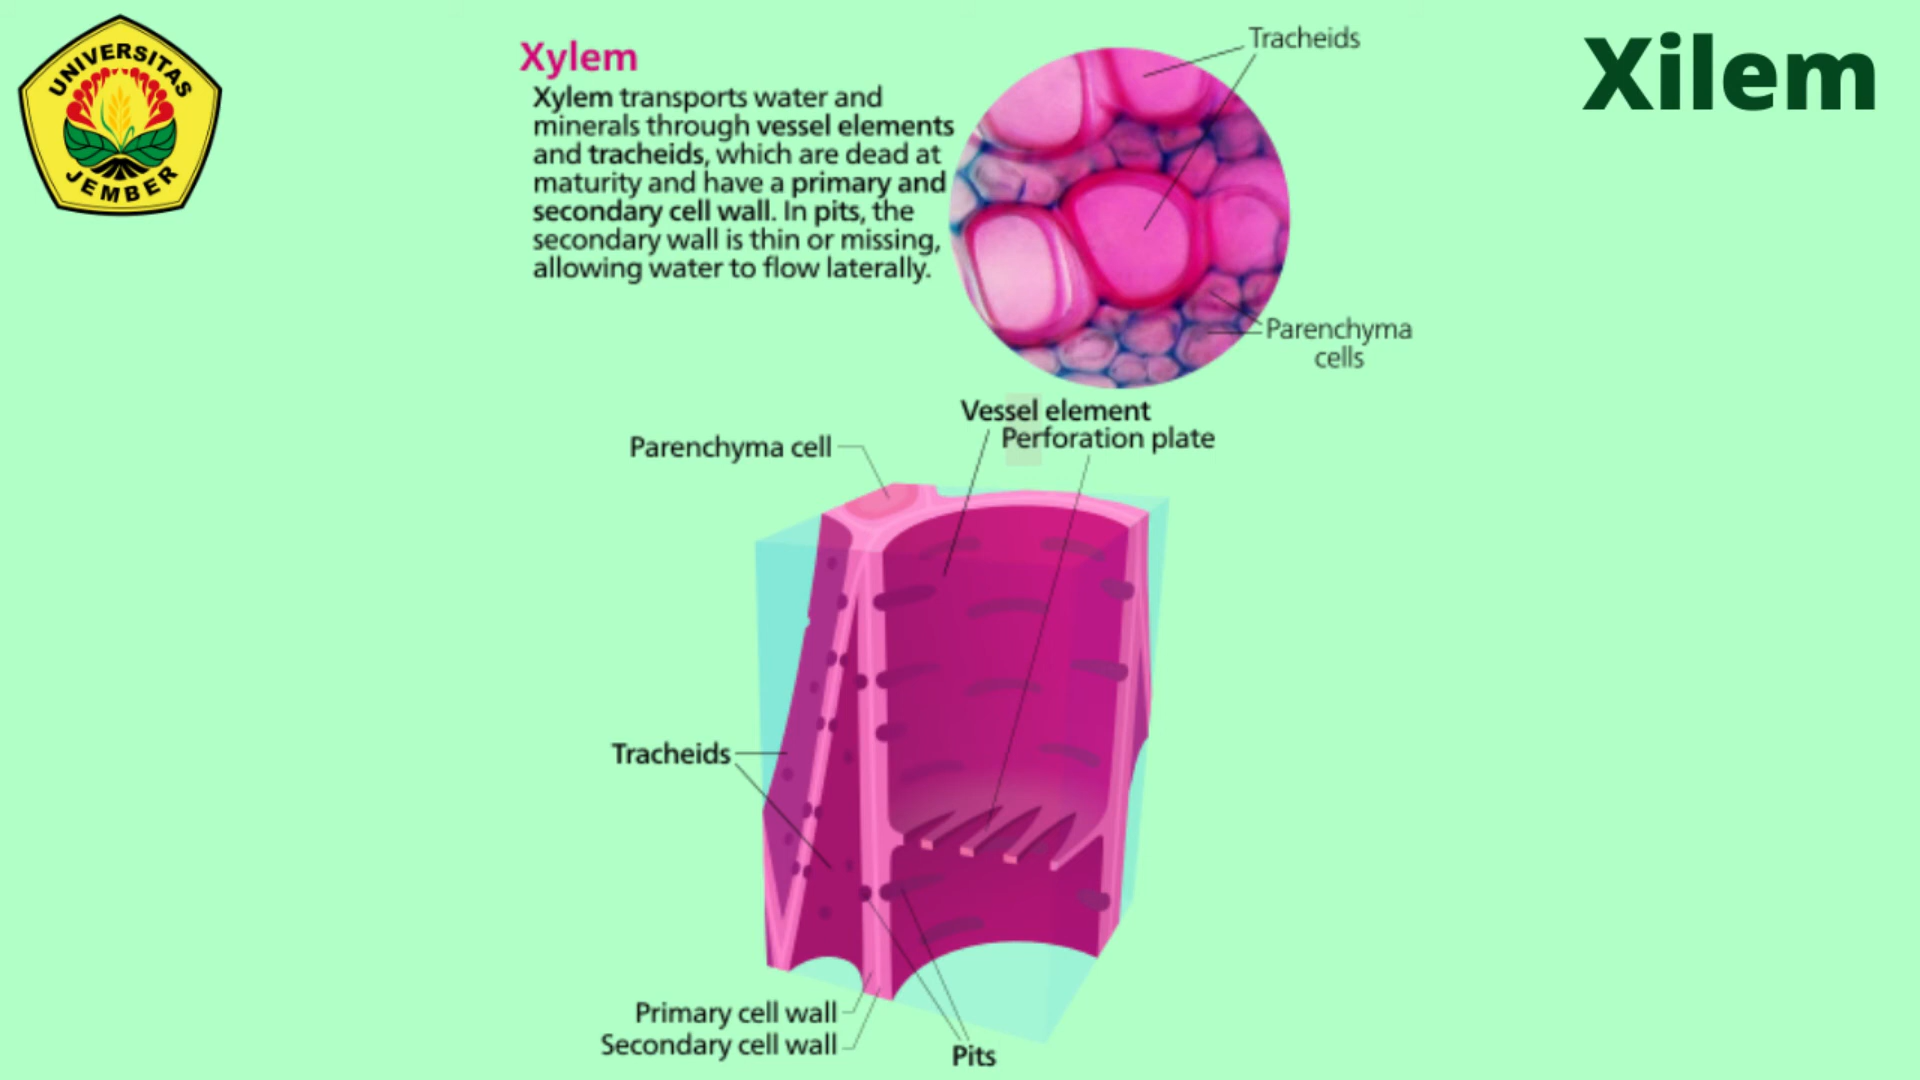 UNIVERSITAS
JEMBER
Xilem
Xylem
Xylem transports water and
minerals through vessel elements
and tracheids, which are dead at
maturity and have a primary and
secondary cell wall. In pits, the
secondary wall is thin or missing,
allowing water to flow laterally.
Tracheids
Parenchyma
cells
Vessel element
Perforation plate
Parenchyma cell
Tracheids
Primary cell wall
Secondary cell wall
Pits